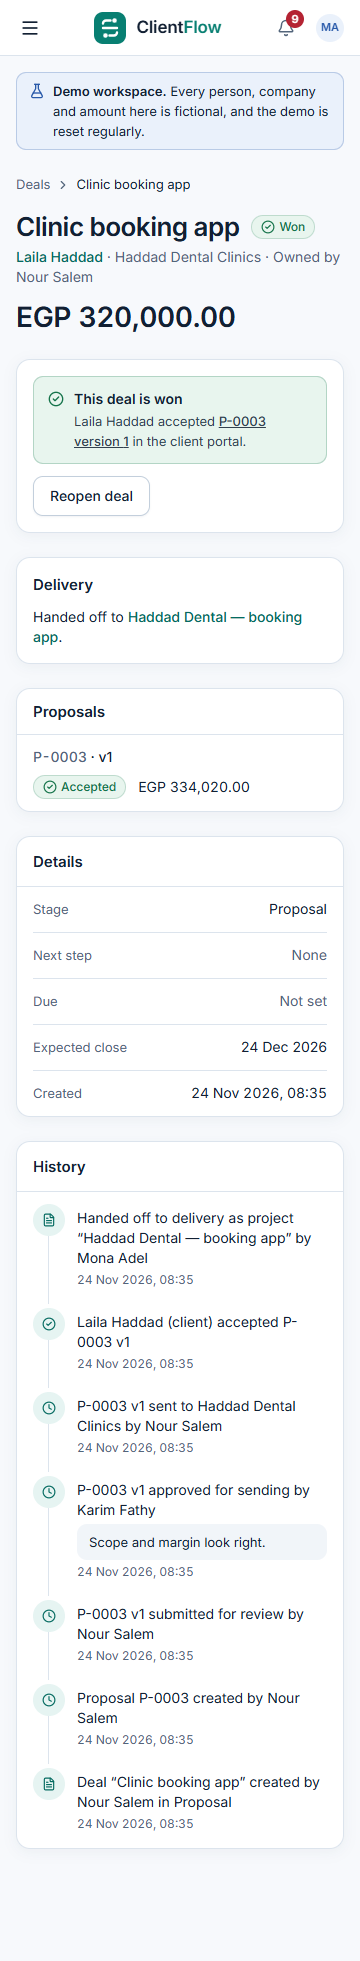 ClientFlow
9
MA
Demo workspace. Every person, company
and amount here is fictional, and the demo is
reset regularly.
Deals > Clinic booking app
Clinic booking app
Won
Laila Haddad · Haddad Dental Clinics · Owned by
Nour Salem
EGP 320,000.00
This deal is won
Laila Haddad accepted P-0003
version 1 in the client portal.
Reopen deal
Delivery
Handed off to Haddad Dental — booking
app.
Proposals
P-0003 · v1
Accepted
EGP 334,020.00
Details
Stage
Proposal
Next step
None
Due
Not set
Expected close
24 Dec 2026
Created
24 Nov 2026, 08:35
History
Handed off to delivery as project
“Haddad Dental — booking app” by
Mona Adel
24 Nov 2026, 08:35
Laila Haddad (client) accepted P-
0003 v1
24 Nov 2026, 08:35
P-0003 v1 sent to Haddad Dental
Clinics by Nour Salem
24 Nov 2026, 08:35
P-0003 v1 approved for sending by
Karim Fathy
Scope and margin look right.
24 Nov 2026, 08:35
P-0003 v1 submitted for review by
Nour Salem
24 Nov 2026, 08:35
Proposal P-0003 created by Nour
Salem
24 Nov 2026, 08:35
Deal “Clinic booking app” created by
Nour Salem in Proposal
24 Nov 2026, 08:35